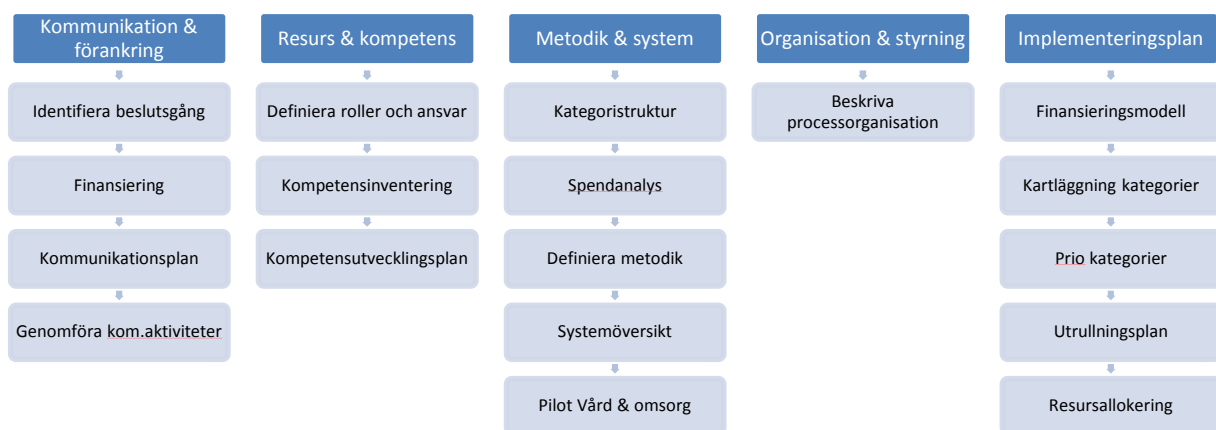 Kommunikation &
förankring
Identifiera beslutsgång
Finansiering
Kommunikationsplan
Genomföra kom.aktiviteter
Resurs & kompetens
Definiera roller och ansvar
Kompetensinventering
Kompetensutvecklingsplan
Metodik & system
Kategoristruktur
Spendanalys
Definiera metodik
Systemöversikt
Pilot Vård & omsorg
Organisation & styrning
Beskriva
processorganisation
Implementeringsplan
Finansieringsmodell
Kartläggning kategorier
Prio kategorier
Utrullningsplan
Resursallokering